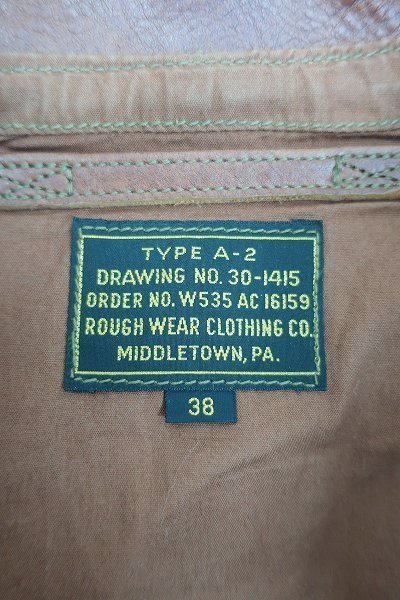 TYPE A-2
DRAWING NO. 30-1415
ORDER NO. W535 AC 16159
ROUGH WEAR CLOTHING CO.
MIDDLETOWN, PA.
38